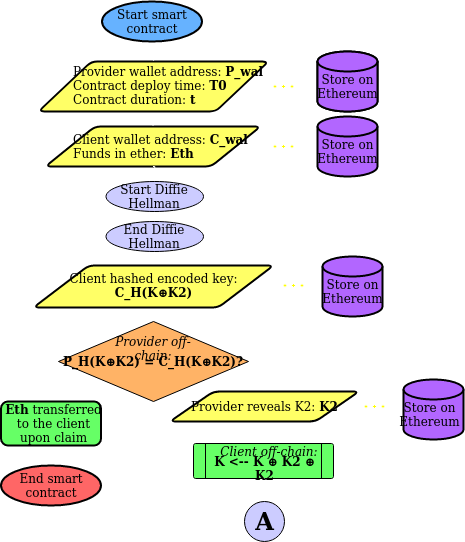 Start smart
contract
Provider wallet address: P_wal
Contract deploy time: T0
Contract duration: t
Store on
Ethereum
Client wallet address: C_wal
Funds in ether: Eth
Store on
Ethereum
Start Diffie
Hellman
End Diffie
Hellman
Client hashed encoded key:
C_H(K⊕K2)
Store on
Ethereum
Provider off-
chain:
P_H(K⊕K2) = C_H(K⊕K2)?
Provider reveals K2: K2
Store on
Ethereum
Eth transferred
to the client
upon claim
Client off-chain:
K <-- K ⊕ K2 ⊕
K2
End smart
contract
A